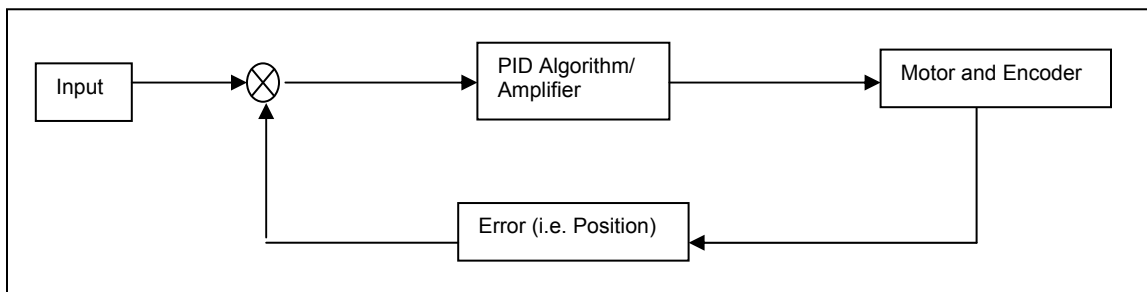 Input
PID Algorithm/
Amplifier
Motor and Encoder
Error (i.e. Position)